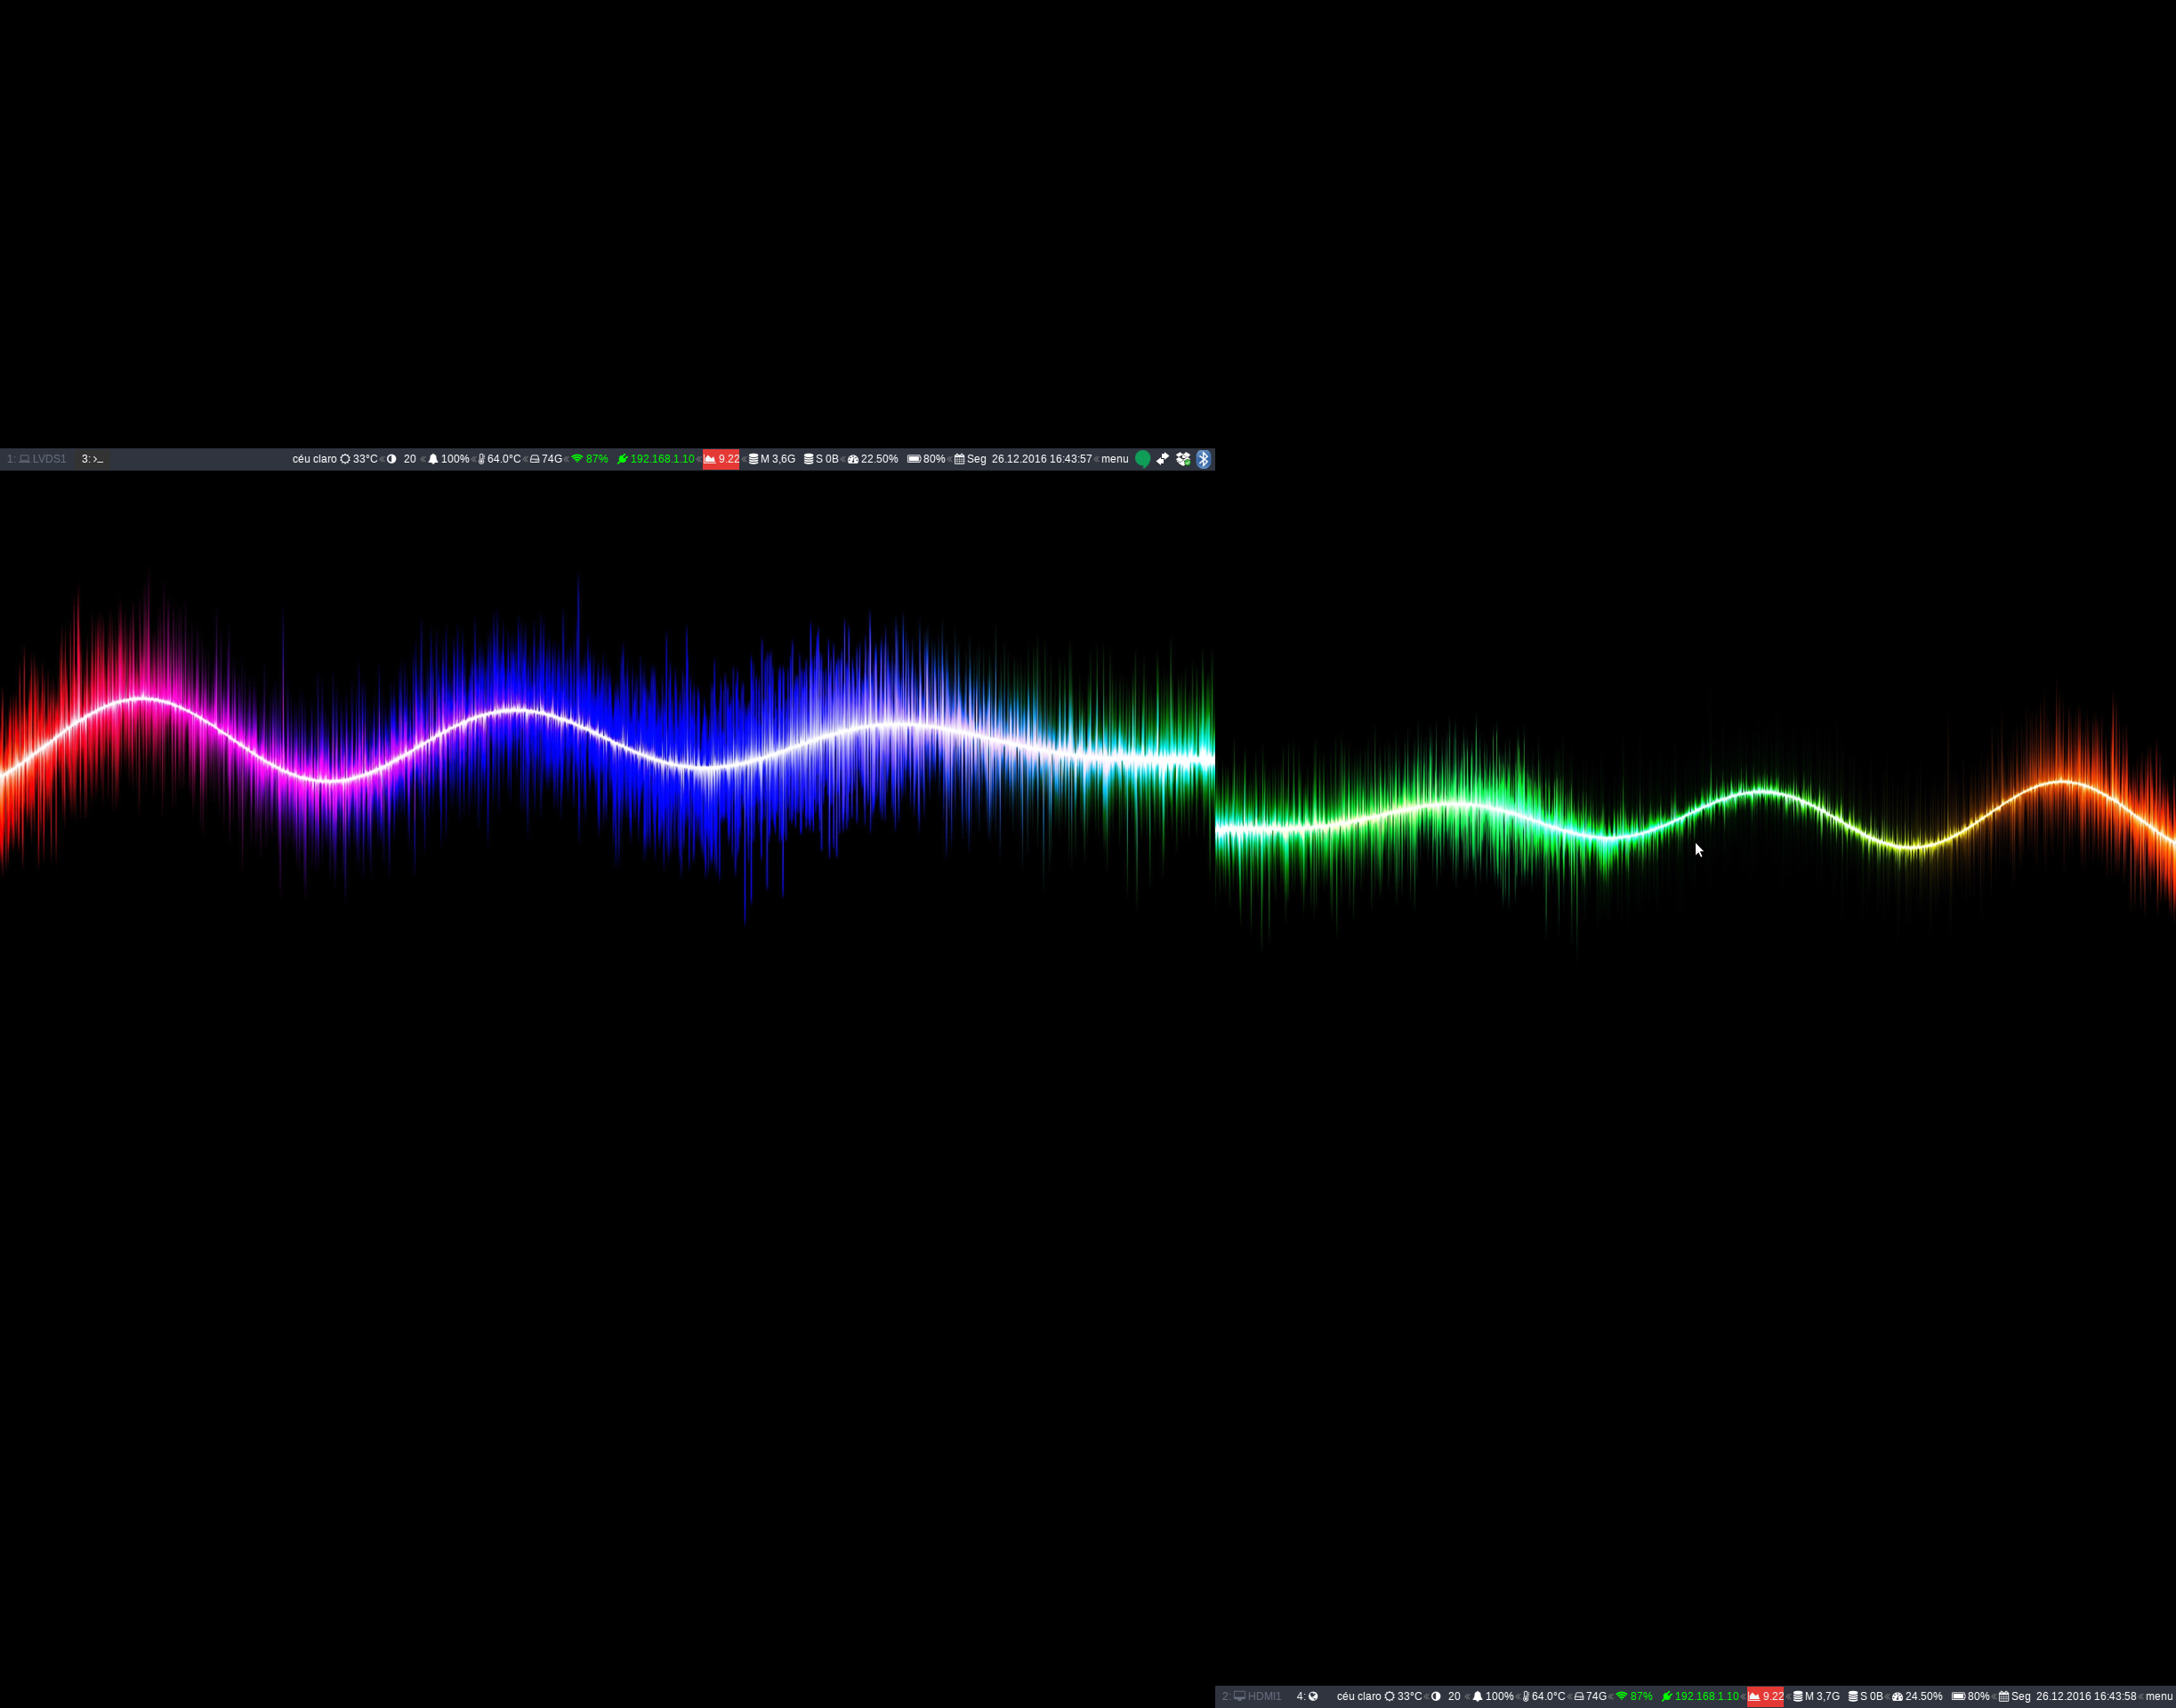 1: LVDS1 3: >_ céu claro 33°C 20 100% 64.0°C 74G 87% 192.168.1.10 9.22 M 3,6G S 0B 22.50% 80% Seg 26.12.2016 16:43:57 menu
2: HDMI1 4: céu claro 33°C 20 100% 64.0°C 74G 87% 192.168.1.10 9.22 M 3,7G S 0B 24.50% 80% Seg 26.12.2016 16:43:58 menu